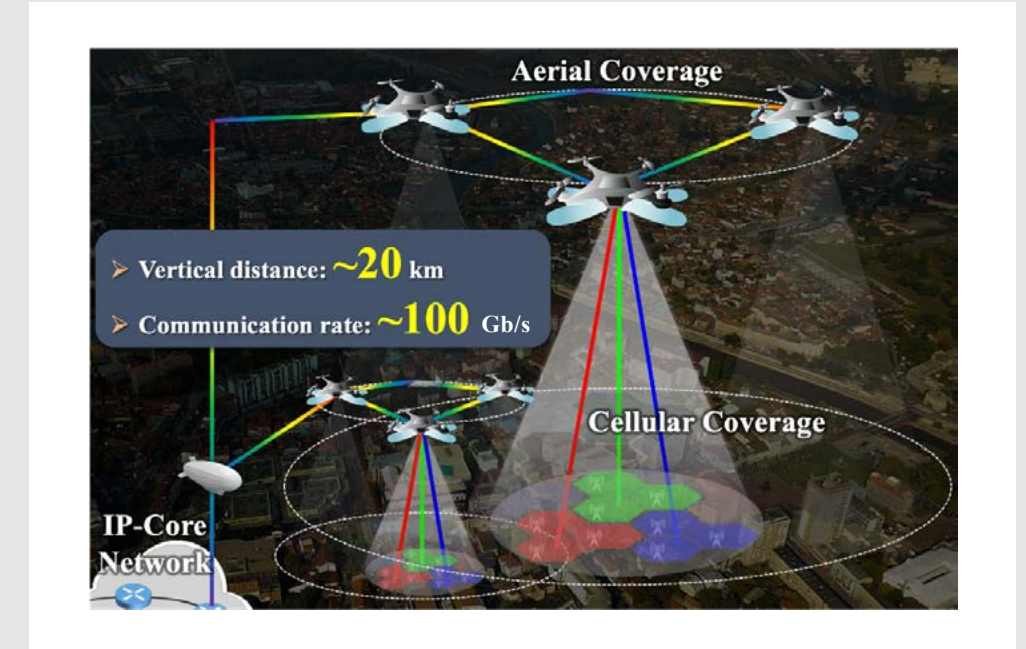 Aerial Coverage
➢ Vertical distance: ~20 km
➢ Communication rate: ~100 Gb/s
Cellular Coverage
IP-Core
Network